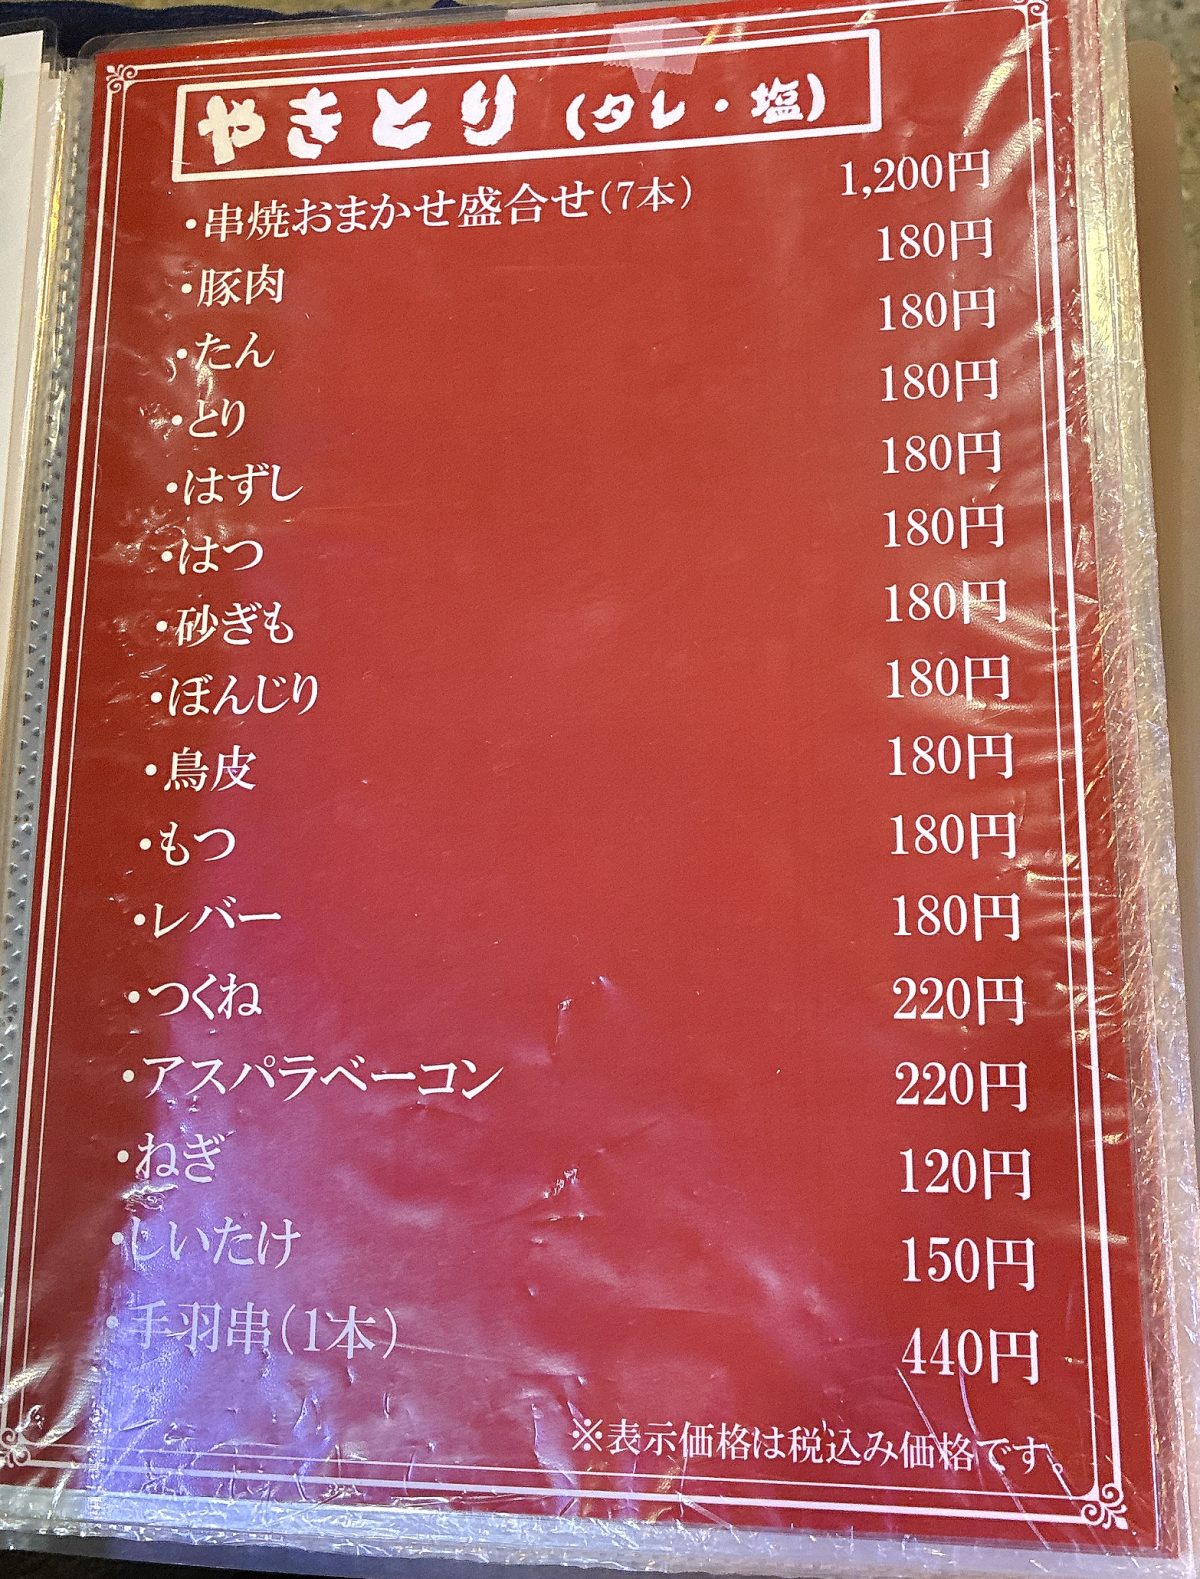 やきとり(タレ・塩)
・串焼おまかせ盛合せ(7本) 1,200円
・豚肉 180円
・たん 180円
・とり 180円
・はずし 180円
・はつ 180円
・砂ぎも 180円
・ぼんじり 180円
・鳥皮 180円
・もつ 180円
・レバー 180円
・つくね 220円
・アスパラベーコン 220円
・ねぎ 120円
・しいたけ 150円
・手羽串(1本) 440円
※表示価格は税込み価格です。